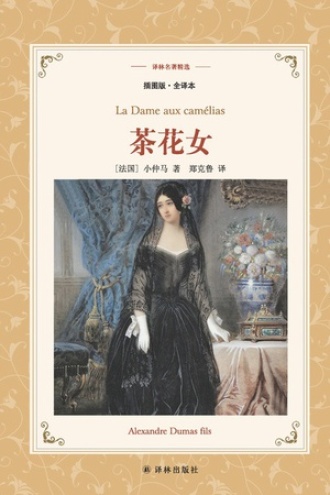 译林名著精选
插图版·全译本
La Dame aux camélias
茶花女
[法国] 小仲马 著 郑克鲁 译
Alexandre Dumas fils
译林出版社